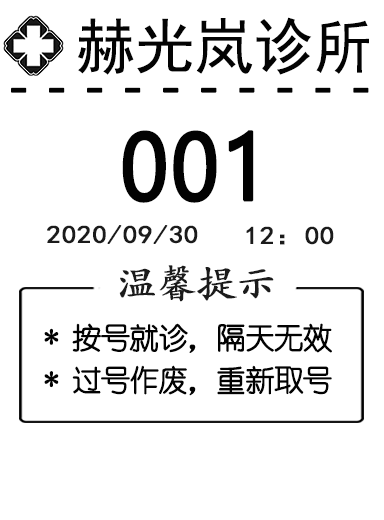 赫光岚诊所
001
2020/09/30 12：00
温馨提示
* 按号就诊，隔天无效
* 过号作废，重新取号